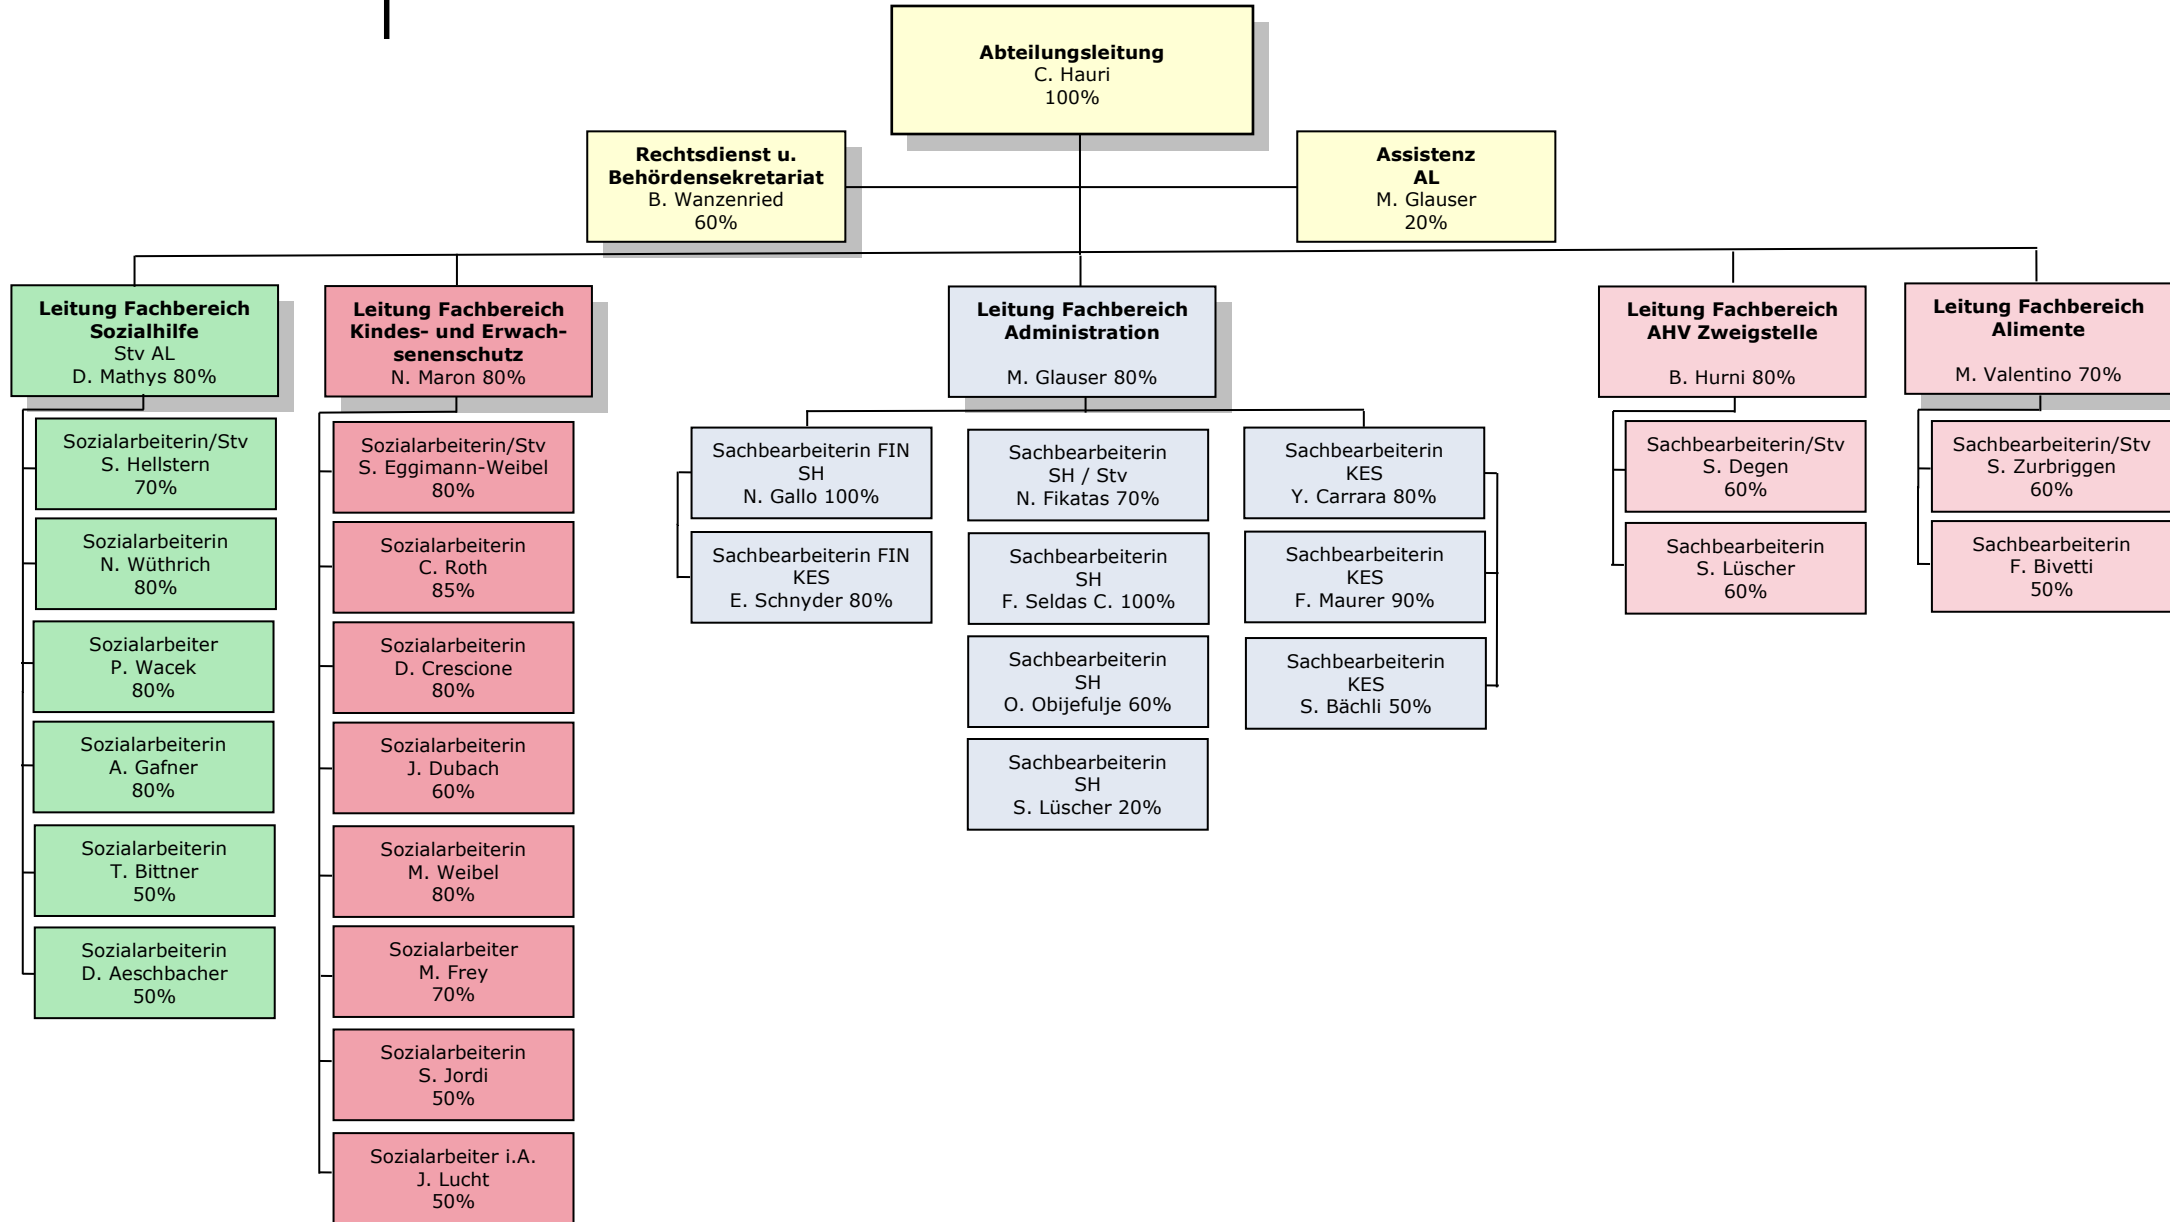 Abteilungsleitung
C. Hauri
100%
Rechtsdienst u.
Behördensekretariat
B. Wanzenried
60%
Assistenz
AL
M. Glauser
20%
Leitung Fachbereich
Sozialhilfe
Stv AL
D. Mathys 80%
Sozialarbeiterin/Stv
S. Hellstern
70%
Sozialarbeiterin
N. Wüthrich
80%
Sozialarbeiter
P. Wacek
80%
Sozialarbeiterin
A. Gafner
80%
Sozialarbeiterin
T. Bittner
50%
Sozialarbeiterin
D. Aeschbacher
50%
Leitung Fachbereich
Kindes- und Erwach-
senenschutz
N. Maron 80%
Sozialarbeiterin/Stv
S. Eggimann-Weibel
80%
Sozialarbeiterin
C. Roth
85%
Sozialarbeiterin
D. Crescione
80%
Sozialarbeiterin
J. Dubach
60%
Sozialarbeiterin
M. Weibel
80%
Sozialarbeiter
M. Frey
70%
Sozialarbeiterin
S. Jordi
50%
Sozialarbeiter i.A.
J. Lucht
50%
Leitung Fachbereich
Administration
M. Glauser 80%
Sachbearbeiterin FIN
SH
N. Gallo 100%
Sachbearbeiterin FIN
KES
E. Schnyder 80%
Sachbearbeiterin
SH / Stv
N. Fikatas 70%
Sachbearbeiterin
SH
F. Seldas C. 100%
Sachbearbeiterin
SH
O. Obijefulje 60%
Sachbearbeiterin
SH
S. Lüscher 20%
Sachbearbeiterin
KES
Y. Carrara 80%
Sachbearbeiterin
KES
F. Maurer 90%
Sachbearbeiterin
KES
S. Bächli 50%
Leitung Fachbereich
AHV Zweigstelle
B. Hurni 80%
Sachbearbeiterin/Stv
S. Degen
60%
Sachbearbeiterin
S. Lüscher
60%
Leitung Fachbereich
Alimente
M. Valentino 70%
Sachbearbeiterin/Stv
S. Zurbriggen
60%
Sachbearbeiterin
F. Bivetti
50%